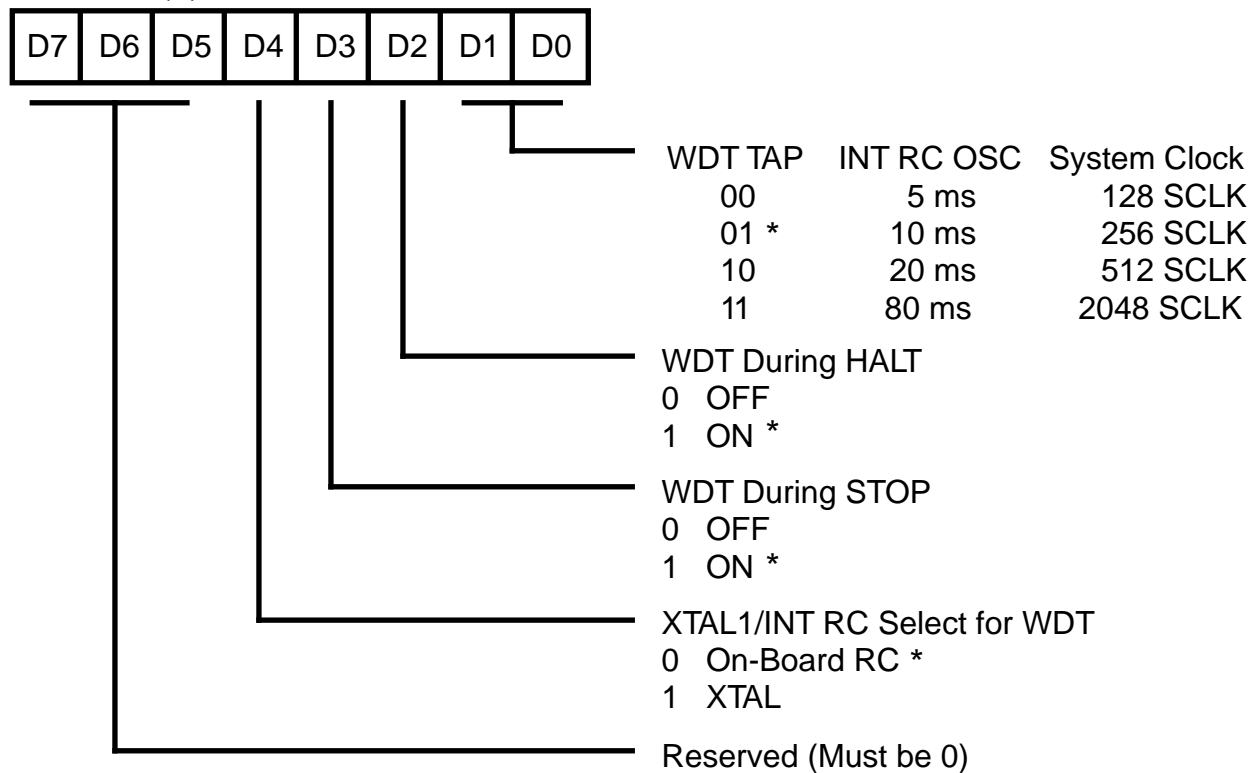 D7 D6 D5 D4 D3 D2 D1 D0
WDT TAP INT RC OSC System Clock
00 5 ms 128 SCLK
01 * 10 ms 256 SCLK
10 20 ms 512 SCLK
11 80 ms 2048 SCLK
WDT During HALT
0 OFF
1 ON *
WDT During STOP
0 OFF
1 ON *
XTAL1/INT RC Select for WDT
0 On-Board RC *
1 XTAL
Reserved (Must be 0)